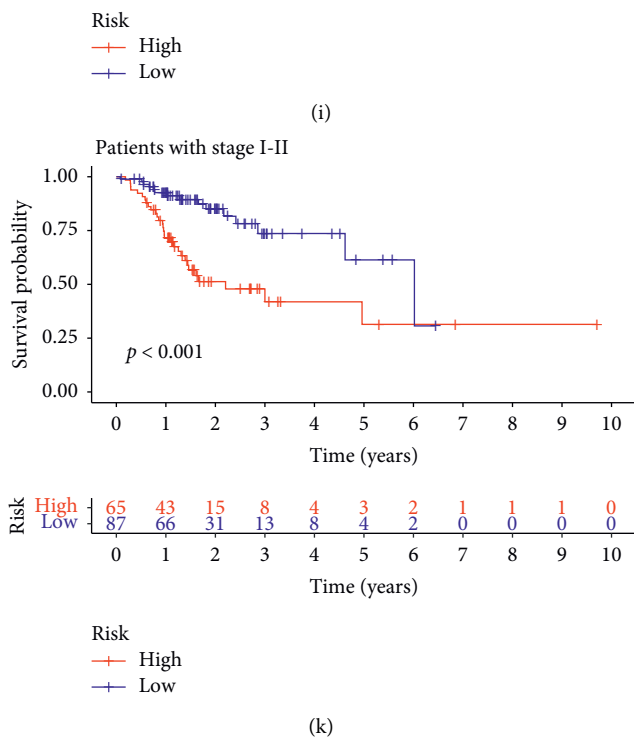 Risk
High
Low
(i)
Patients with stage I-II
1.00
0.75
0.50
0.25
0.00
Survival probability
p < 0.001
0 1 2 3 4 5 6 7 8 9 10
Time (years)
Risk
High 65 43 15 8 4 3 2 1 1 1 0
Low 87 66 31 13 8 4 2 0 0 0 0
0 1 2 3 4 5 6 7 8 9 10
Time (years)
Risk
High
Low
(k)